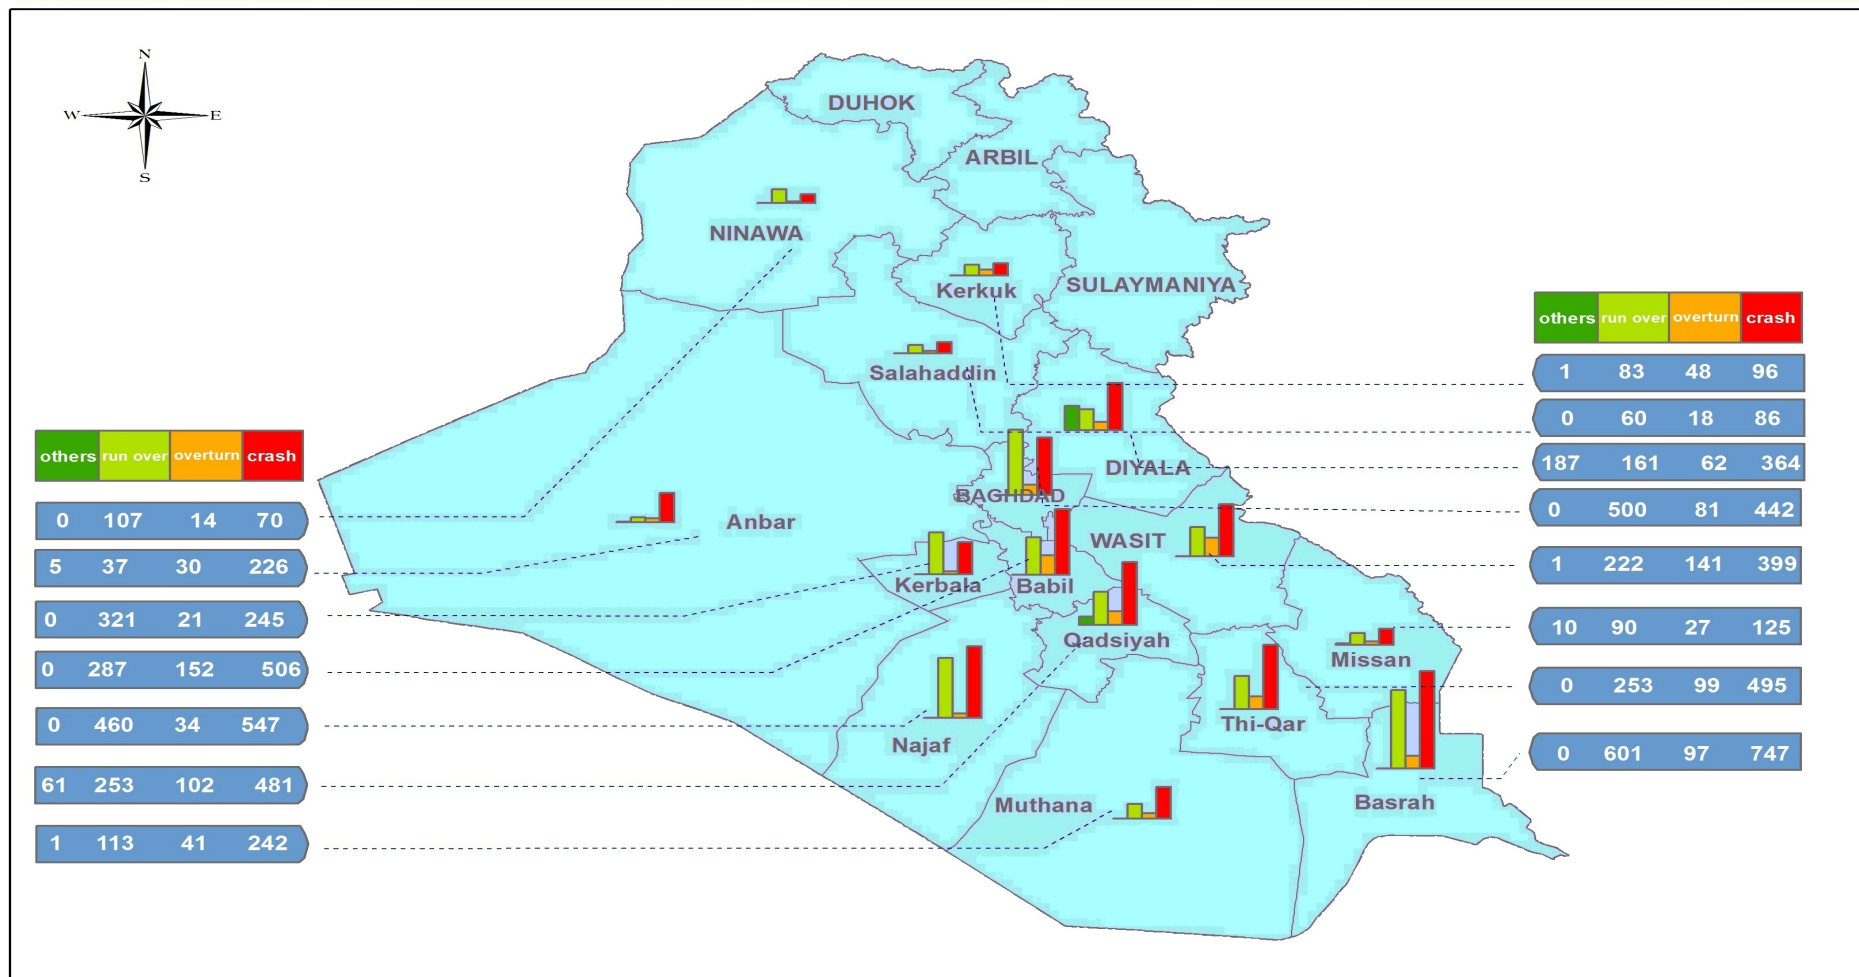 N
W E
S
DUHOK
ARBIL
NINAWA
Kerkuk
SULAYMANIYA
Salahaddin
DIYALA
BAGHDAD
Anbar
WASIT
Kerbala
Babil
Qadsiyah
Missan
Najaf
Thi-Qar
Muthana
Basrah
others run over overturn crash
0 107 14 70
5 37 30 226
0 321 21 245
0 287 152 506
0 460 34 547
61 253 102 481
1 113 41 242
others run over overturn crash
1 83 48 96
0 60 18 86
187 161 62 364
0 500 81 442
1 222 141 399
10 90 27 125
0 253 99 495
0 601 97 747